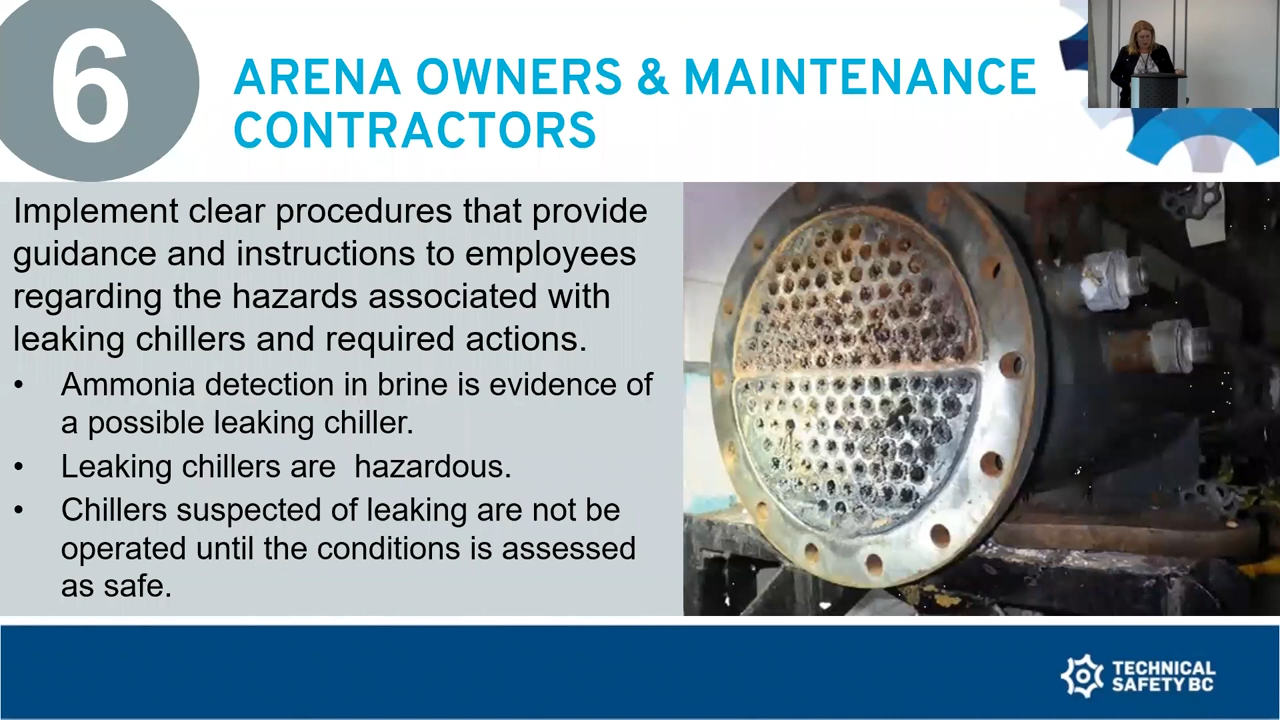 6
ARENA OWNERS & MAINTENANCE
CONTRACTORS
Implement clear procedures that provide
guidance and instructions to employees
regarding the hazards associated with
leaking chillers and required actions.
• Ammonia detection in brine is evidence of
a possible leaking chiller.
• Leaking chillers are  hazardous.
• Chillers suspected of leaking are not be
operated until the conditions is assessed
as safe.
TECHNICAL
SAFETY BC